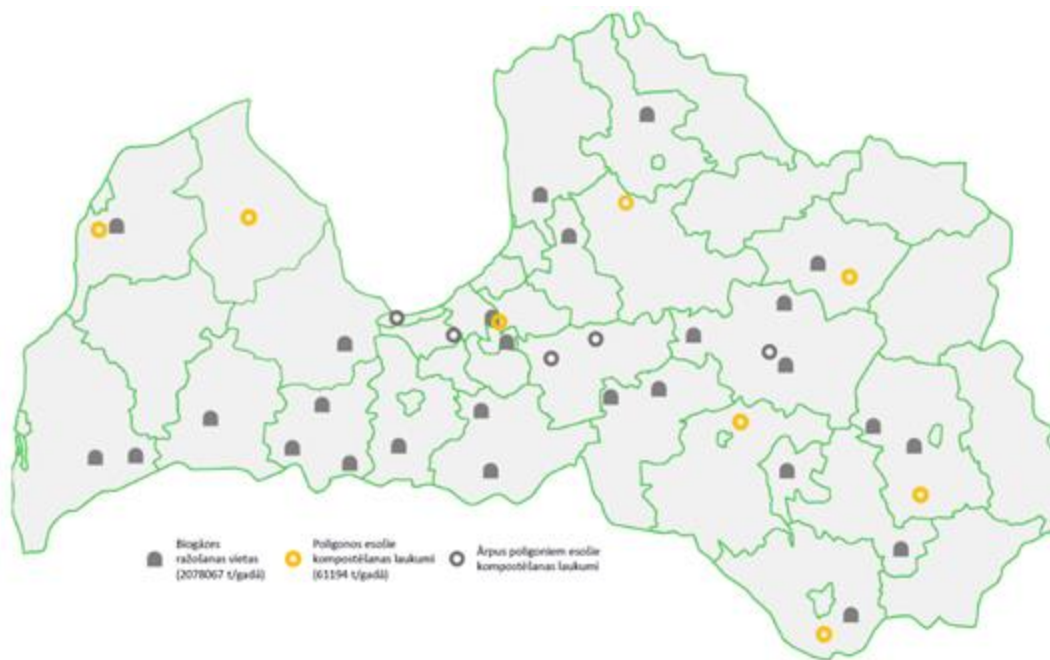 Biogāzes
ražošanas vietas
(2078067 t/gadā)
Poligonos esošie
kompostēšanas laukumi
(61194 t/gadā)
Ārpus poligoniem esošie
kompostēšanas laukumi